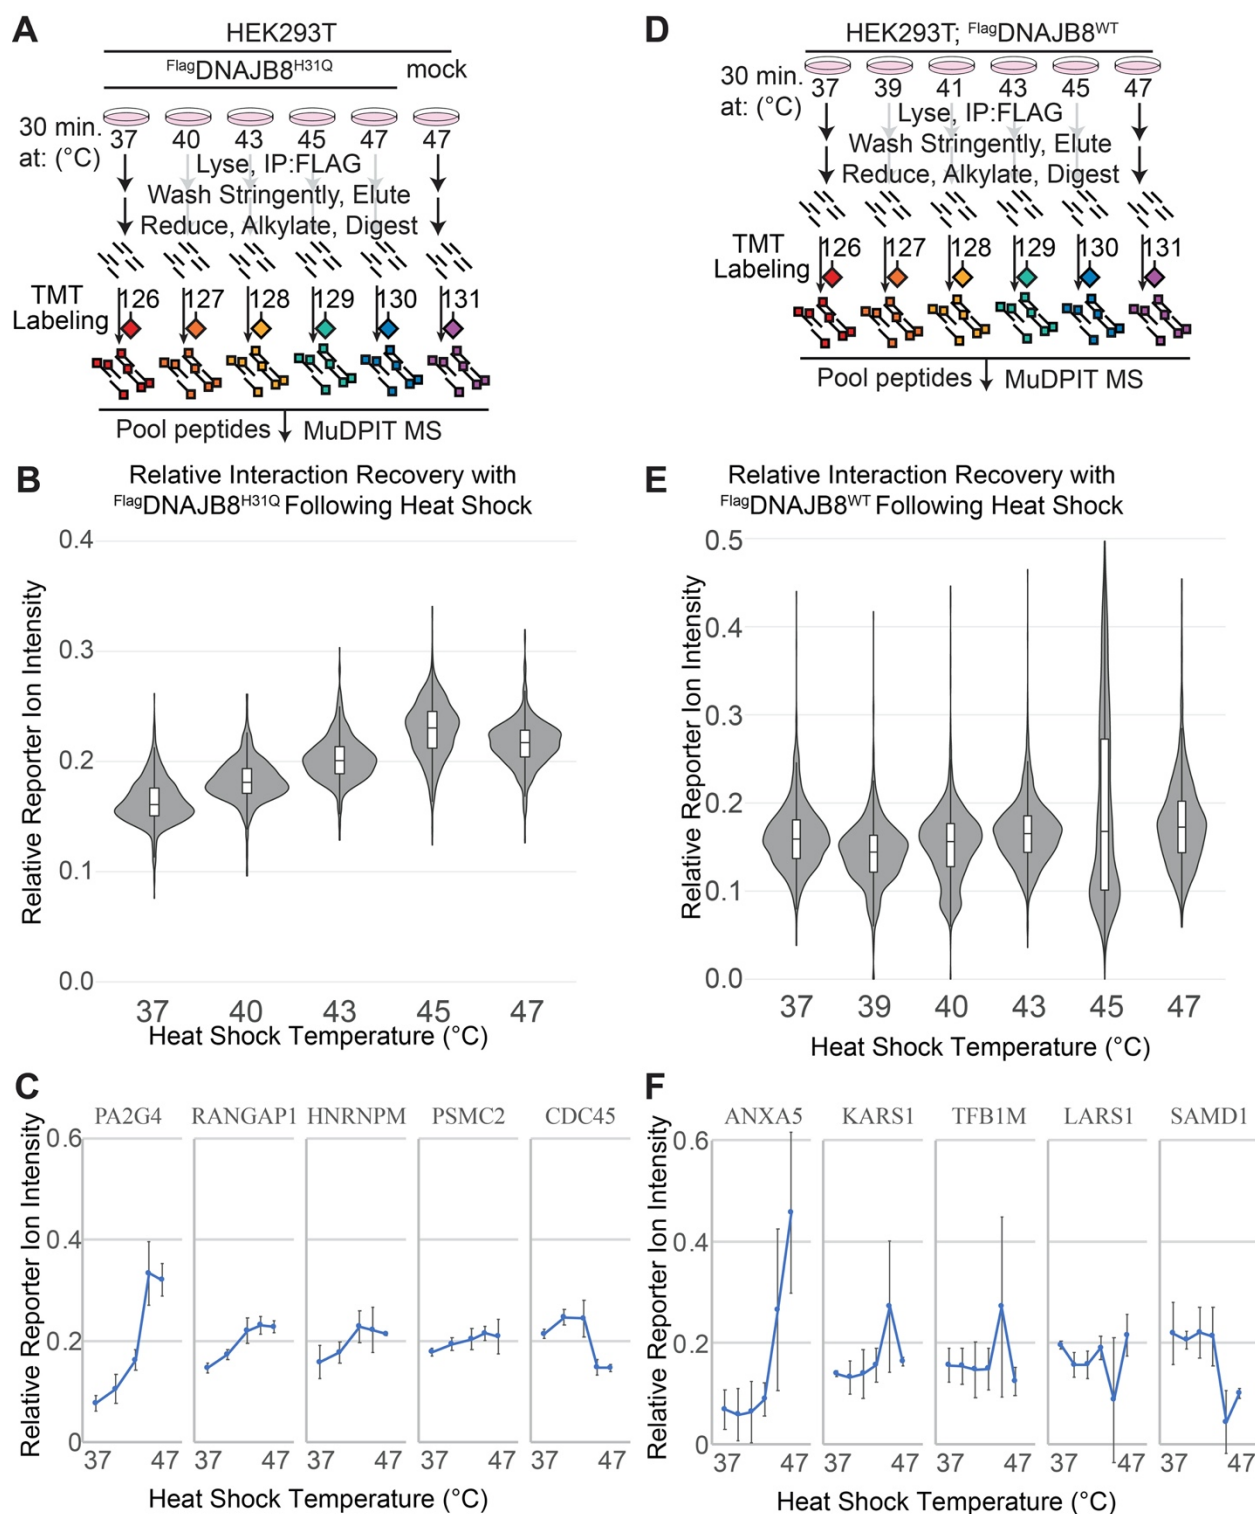 A
HEK293T
FlagDNAJB8H31Q
mock
30 min.
at: (°C)
37 40 43 45 47 47
Lyse, IP:FLAG
Wash Stringently, Elute
Reduce, Alkylate, Digest
TMT
Labeling
126 127 128 129 130 131
Pool peptides MuDPIT MS
B
Relative Interaction Recovery with
FlagDNAJB8H31Q Following Heat Shock
Relative Reporter Ion Intensity
0.4
0.3
0.2
0.1
0.0
37 40 43 45 47
Heat Shock Temperature (°C)
C
PA2G4 RANGAP1 HNRNPM PSMC2 CDC45
Relative Reporter Ion Intensity
0.6
0.4
0.2
0
37 47 37 47 37 47 37 47 37 47
Heat Shock Temperature (°C)
D
HEK293T; FlagDNAJB8WT
30 min.
at: (°C)
37 39 41 43 45 47
Lyse, IP:FLAG
Wash Stringently, Elute
Reduce, Alkylate, Digest
TMT
Labeling
126 127 128 129 130 131
Pool peptides MuDPIT MS
E
Relative Interaction Recovery with
FlagDNAJB8WT Following Heat Shock
Relative Reporter Ion Intensity
0.5
0.4
0.3
0.2
0.1
0.0
37 39 40 43 45 47
Heat Shock Temperature (°C)
F
ANXA5 KARS1 TFB1M LARS1 SAMD1
Relative Reporter Ion Intensity
0.6
0.4
0.2
0
37 47 37 47 37 47 37 47 37 47
Heat Shock Temperature (°C)